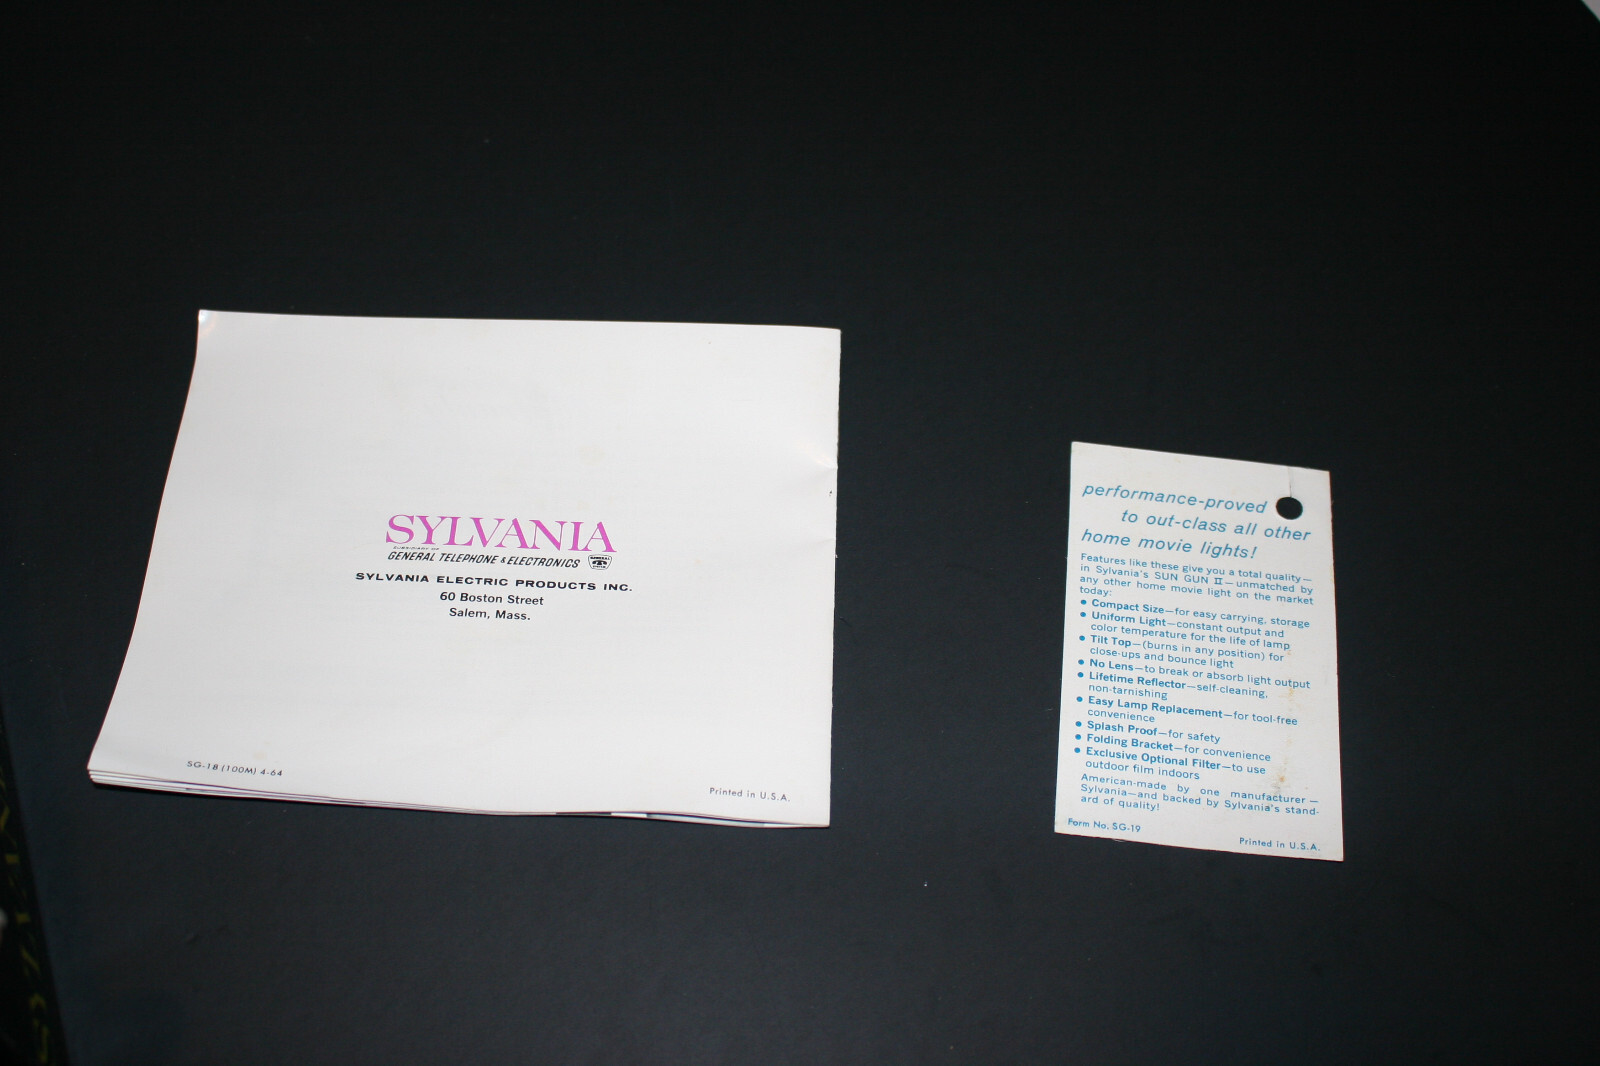 SYLVANIA
SUBSIDIARY OF
GENERAL TELEPHONE & ELECTRONICS
GENERAL
SYLVANIA ELECTRIC PRODUCTS INC.
60 Boston Street
Salem, Mass.
SG-18 (100M) 4-64
Printed in U.S.A.
performance-proved
to out-class all other
home movie lights!
Features like these give you a total quality—
in Sylvania's SUN GUN II—unmatched by
any other home movie light on the market
today:
● Compact Size—for easy carrying, storage
● Uniform Light—constant output and
color temperature for the life of lamp
● Tilt Top—(burns in any position) for
close-ups and bounce light
● No Lens—to break or absorb light output
● Lifetime Reflector—self-cleaning,
non-tarnishing
● Easy Lamp Replacement—for tool-free
convenience
● Splash Proof—for safety
● Folding Bracket—for convenience
● Exclusive Optional Filter—to use
outdoor film indoors
American-made by one manufacturer—
Sylvania—and backed by Sylvania's stand-
ard of quality!
Form No. SG-19
Printed in U.S.A.